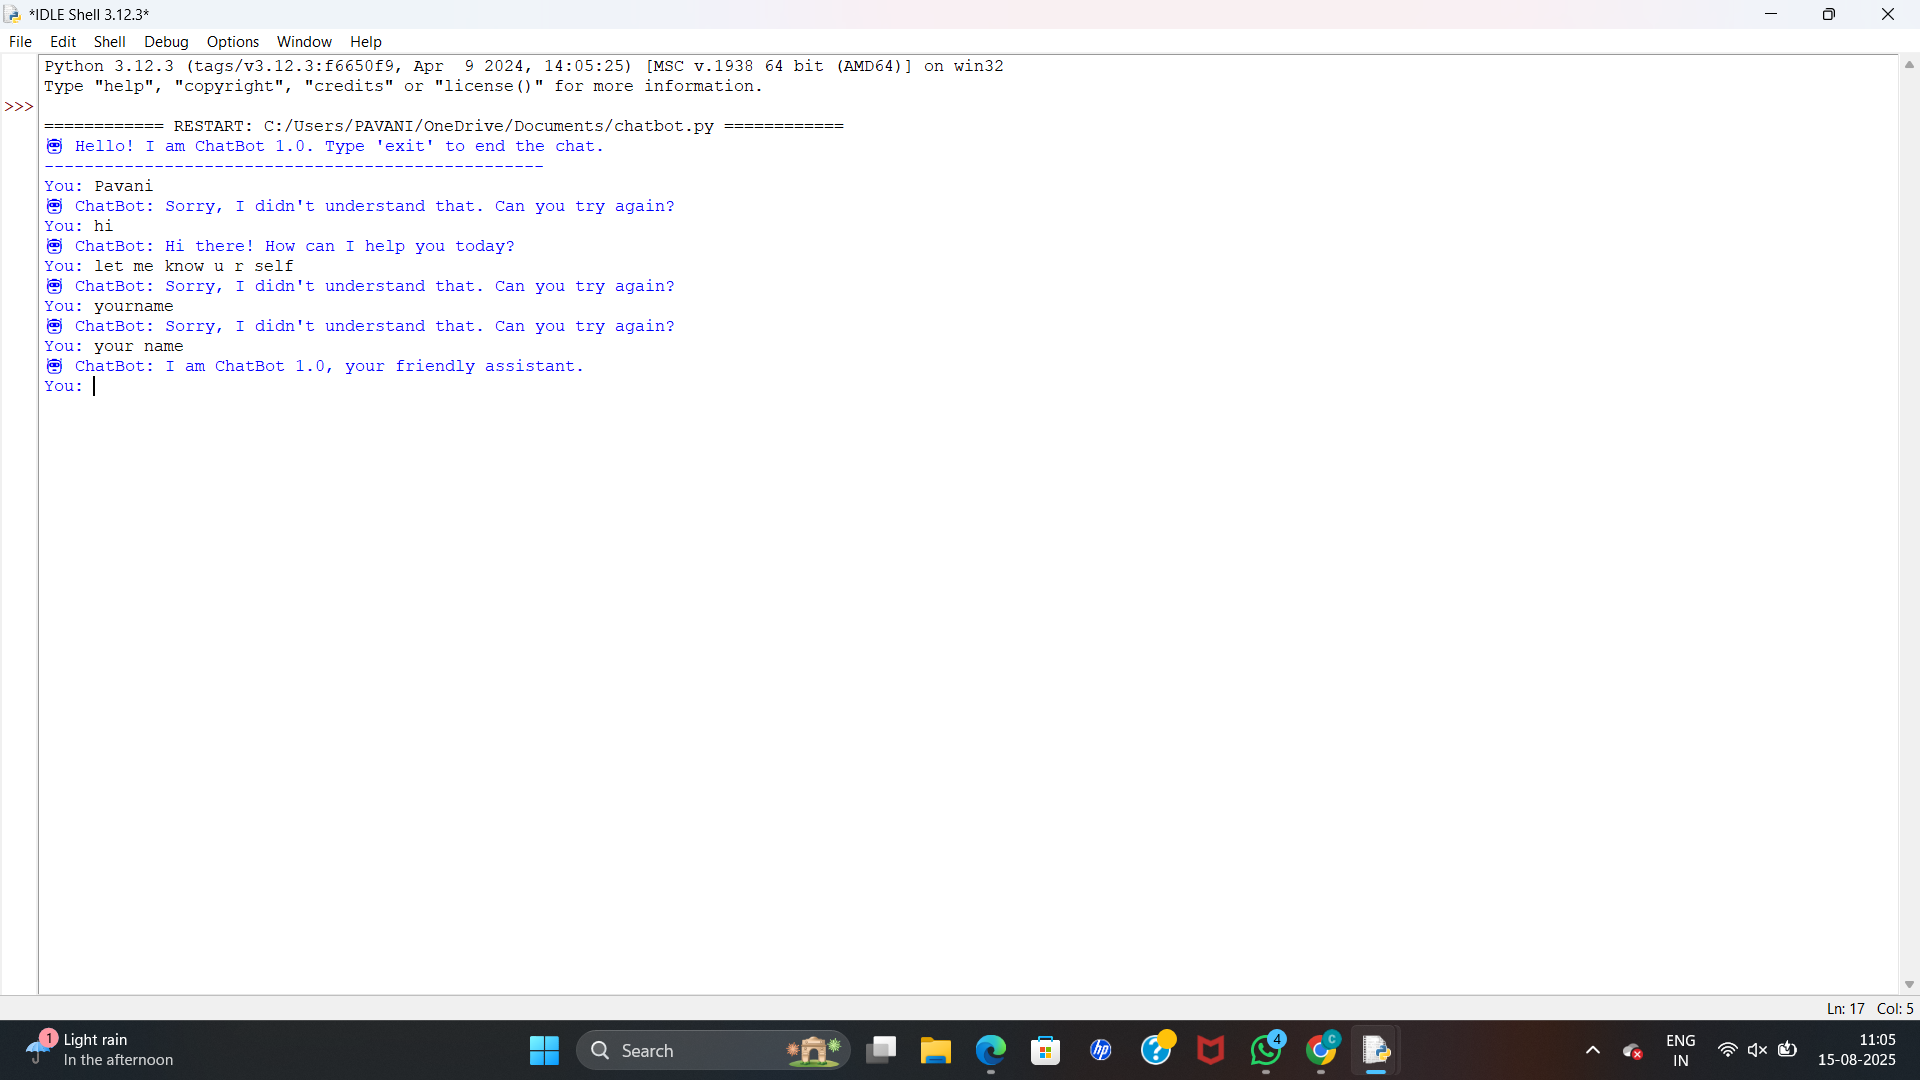 *IDLE Shell 3.12.3*
File Edit Shell Debug Options Window Help
Python 3.12.3 (tags/v3.12.3:f6650f9, Apr  9 2024, 14:05:25) [MSC v.1938 64 bit (AMD64)] on win32
Type "help", "copyright", "credits" or "license()" for more information.
>>>
============ RESTART: C:/Users/PAVANI/OneDrive/Documents/chatbot.py ============
Hello! I am ChatBot 1.0. Type 'exit' to end the chat.
--------------------------------------------------
You: Pavani
ChatBot: Sorry, I didn't understand that. Can you try again?
You: hi
ChatBot: Hi there! How can I help you today?
You: let me know u r self
ChatBot: Sorry, I didn't understand that. Can you try again?
You: yourname
ChatBot: Sorry, I didn't understand that. Can you try again?
You: your name
ChatBot: I am ChatBot 1.0, your friendly assistant.
You:
Ln: 17 Col: 5
1
Light rain
In the afternoon
Search
hp
?
4
C
ENG
IN
11:05
15-08-2025